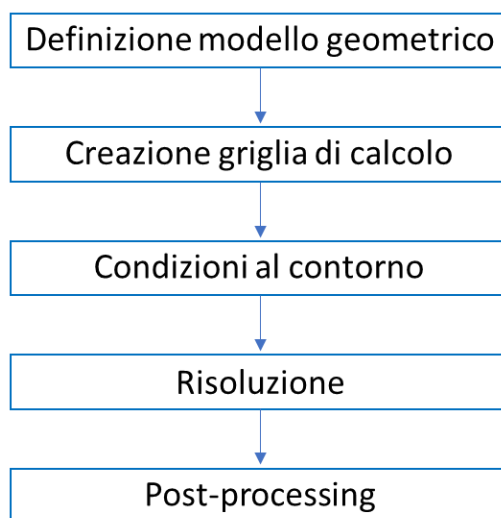 Definizione modello geometrico
Creazione griglia di calcolo
Condizioni al contorno
Risoluzione
Post-processing